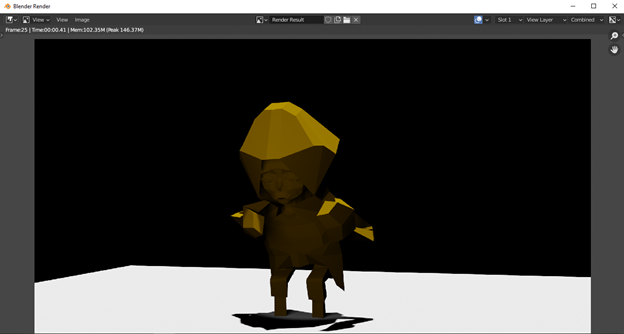 Blender Render
View View Image Render Result Slot 1 View Layer Combined
Frame:25 | Time:00:00.41 | Mem:102.35M (Peak 146.37M)